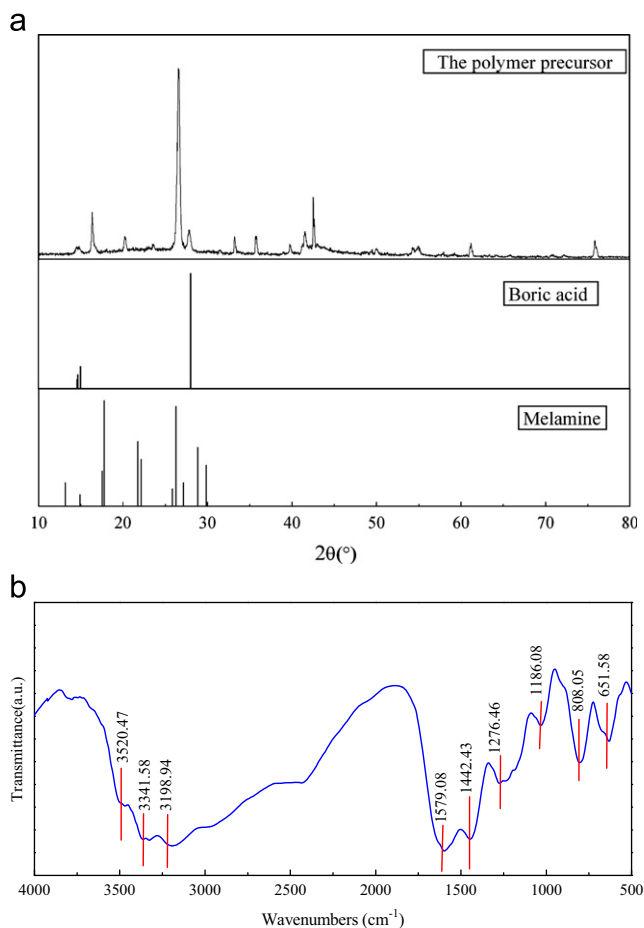 a
The polymer precursor
Boric acid
Melamine
10 20 30 40 50 60 70 80
2θ(°)
b
Transmittance(a.u.)
3520.47
3341.58
3198.94
1579.08
1442.43
1276.46
1186.08
808.05
651.58
4000 3500 3000 2500 2000 1500 1000 500
Wavenumbers (cm⁻¹)